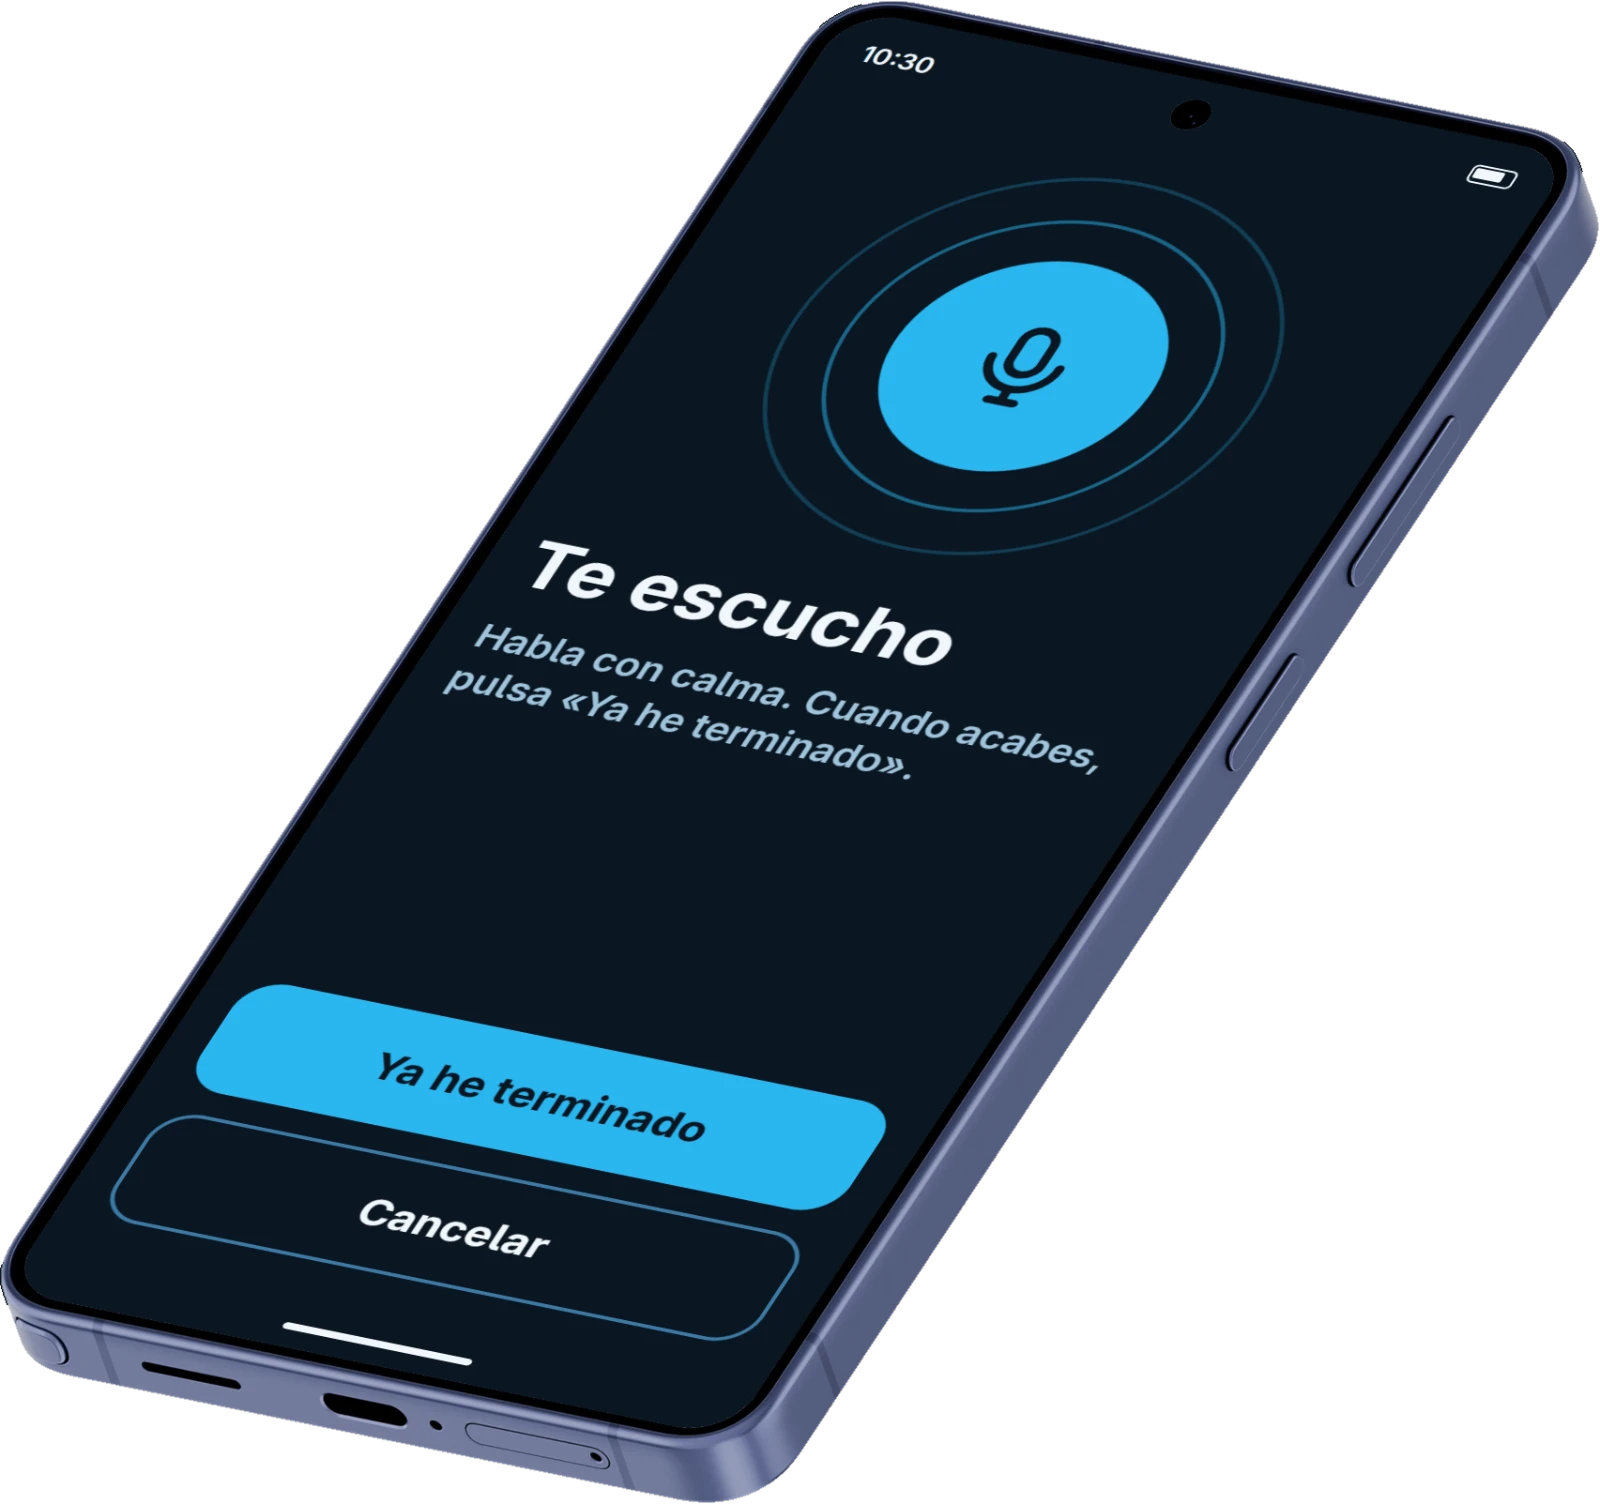 10:30
Te escucho
Habla con calma. Cuando acabes,
pulsa «Ya he terminado».
Ya he terminado
Cancelar